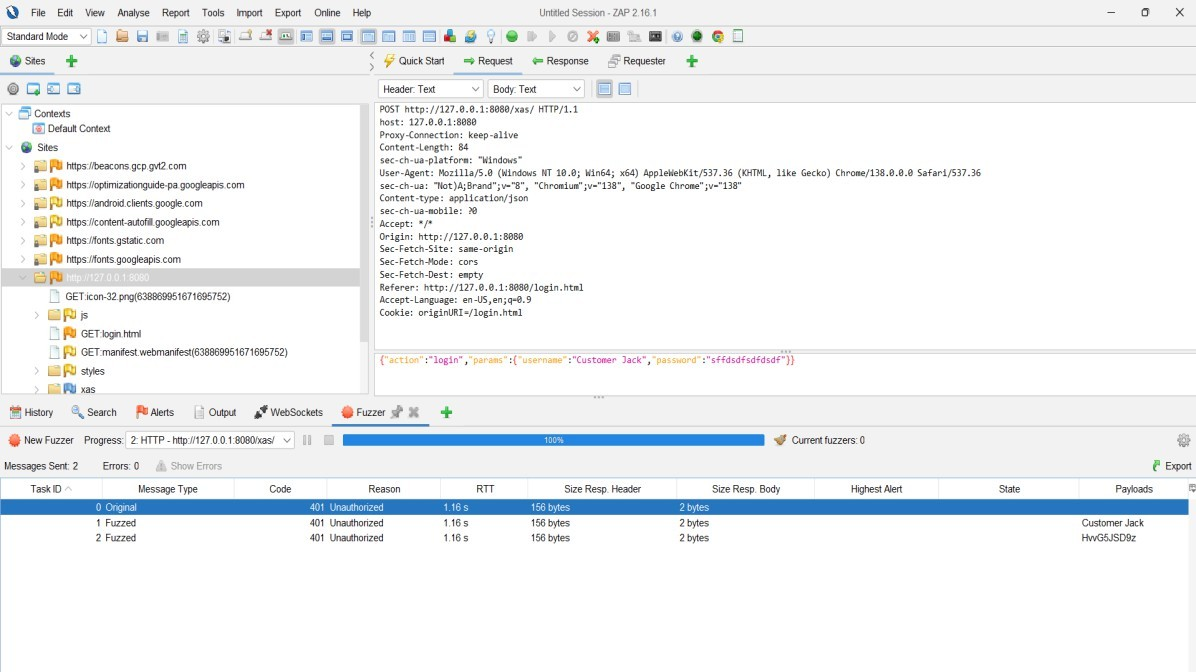 File Edit View Analyse Report Tools Import Export Online Help Untitled Session - ZAP 2.16.1
Standard Mode
Sites
Quick Start Request Response Requester
Header: Text Body: Text
Contexts
Default Context
Sites
https://beacons.gcp.gvt2.com
https://optimizationguide-pa.googleapis.com
https://android.clients.google.com
https://content-autofill.googleapis.com
https://fonts.gstatic.com
https://fonts.googleapis.com
http://127.0.0.1:8080
GET:icon-32.png(638869951671695752)
js
GET:login.html
GET:manifest.webmanifest(638869951671695752)
styles
xas
POST http://127.0.0.1:8080/xas/ HTTP/1.1
host: 127.0.0.1:8080
Proxy-Connection: keep-alive
Content-Length: 84
sec-ch-ua-platform: "Windows"
User-Agent: Mozilla/5.0 (Windows NT 10.0; Win64; x64) AppleWebKit/537.36 (KHTML, like Gecko) Chrome/138.0.0.0 Safari/537.36
sec-ch-ua: "Not)A;Brand";v="8", "Chromium";v="138", "Google Chrome";v="138"
Content-type: application/json
sec-ch-ua-mobile: ?0
Accept: */*
Origin: http://127.0.0.1:8080
Sec-Fetch-Site: same-origin
Sec-Fetch-Mode: cors
Sec-Fetch-Dest: empty
Referer: http://127.0.0.1:8080/login.html
Accept-Language: en-US,en;q=0.9
Cookie: originURI=/login.html
{"action":"login","params":{"username":"Customer Jack","password":"sffdsdfsdfdsdf"}}
History Search Alerts Output WebSockets Fuzzer
New Fuzzer Progress: 2: HTTP - http://127.0.0.1:8080/xas/ 100% Current fuzzers: 0
Messages Sent: 2 Errors: 0 Show Errors Export
Task ID Message Type Code Reason RTT Size Resp. Header Size Resp. Body Highest Alert State Payloads
0 Original 401 Unauthorized 1.16 s 156 bytes 2 bytes
1 Fuzzed 401 Unauthorized 1.16 s 156 bytes 2 bytes Customer Jack
2 Fuzzed 401 Unauthorized 1.16 s 156 bytes 2 bytes HvvG5JSD9z